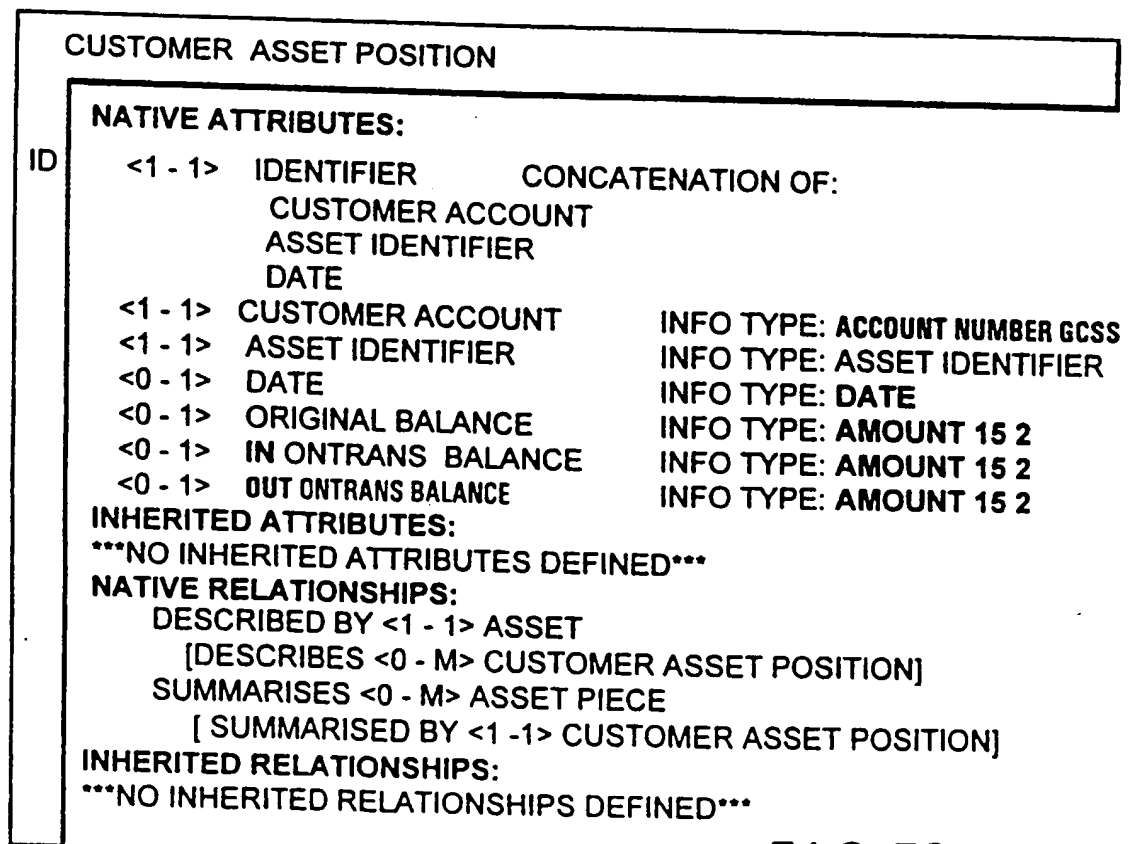 CUSTOMER ASSET POSITION
NATIVE ATTRIBUTES:
ID <1 - 1> IDENTIFIER CONCATENATION OF:
CUSTOMER ACCOUNT
ASSET IDENTIFIER
DATE
<1 - 1> CUSTOMER ACCOUNT INFO TYPE: ACCOUNT NUMBER GCSS
<1 - 1> ASSET IDENTIFIER INFO TYPE: ASSET IDENTIFIER
<0 - 1> DATE INFO TYPE: DATE
<0 - 1> ORIGINAL BALANCE INFO TYPE: AMOUNT 15 2
<0 - 1> IN ONTRANS BALANCE INFO TYPE: AMOUNT 15 2
<0 - 1> OUT ONTRANS BALANCE INFO TYPE: AMOUNT 15 2
INHERITED ATTRIBUTES:
***NO INHERITED ATTRIBUTES DEFINED***
NATIVE RELATIONSHIPS:
DESCRIBED BY <1 - 1> ASSET
[DESCRIBES <0 - M> CUSTOMER ASSET POSITION]
SUMMARISES <0 - M> ASSET PIECE
[ SUMMARISED BY <1 -1> CUSTOMER ASSET POSITION]
INHERITED RELATIONSHIPS:
***NO INHERITED RELATIONSHIPS DEFINED***